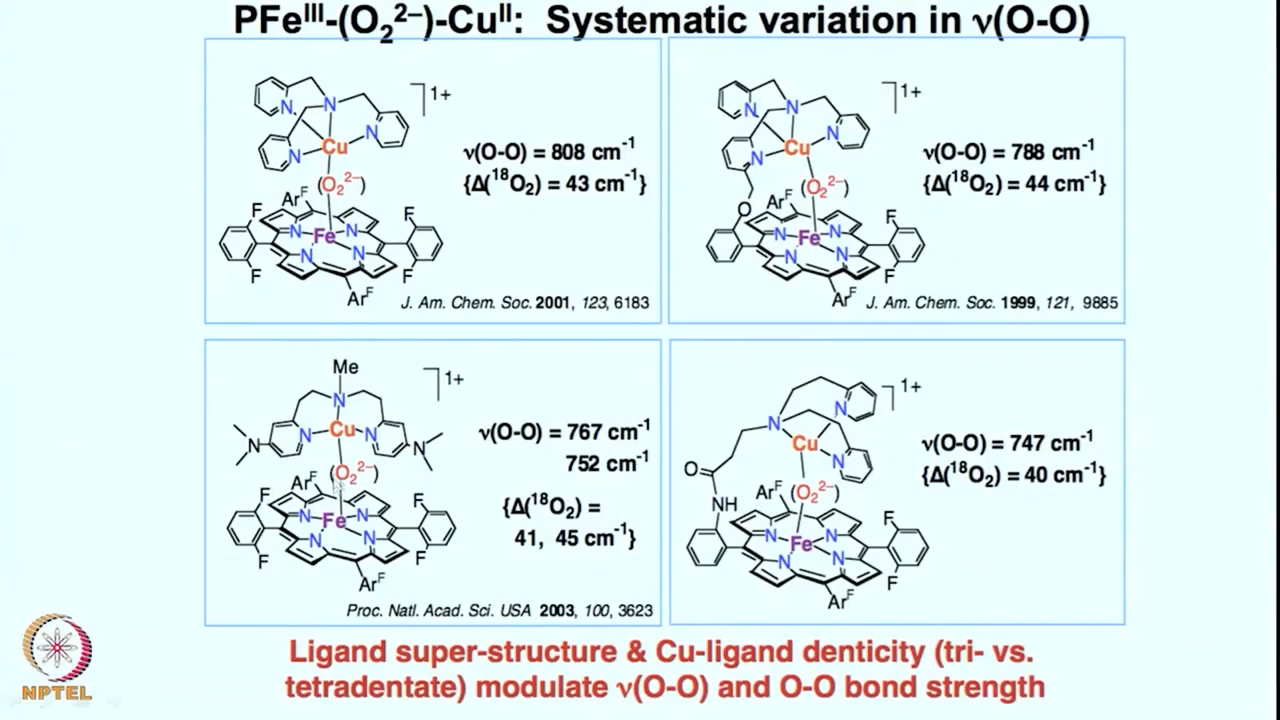 PFeᴵᴵᴵ-(O₂²⁻)-Cuᴵᴵ: Systematic variation in ν(O-O)
1+
N
N
N
N
Cu
(O₂²⁻)
Arᶠ
F
F
N
N
Fe
N
N
F
F
Arᶠ
ν(O-O) = 808 cm⁻¹
{Δ(¹⁸O₂) = 43 cm⁻¹}
J. Am. Chem. Soc. 2001, 123, 6183
1+
N
N
N
N
Cu
(O₂²⁻)
O
Arᶠ
F
N
N
Fe
N
N
F
Arᶠ
ν(O-O) = 788 cm⁻¹
{Δ(¹⁸O₂) = 44 cm⁻¹}
J. Am. Chem. Soc. 1999, 121, 9885
Me
1+
N
Cu
N
N
N
N
(O₂²⁻)
Arᶠ
F
F
N
N
Fe
N
N
F
F
Arᶠ
ν(O-O) = 767 cm⁻¹
752 cm⁻¹
{Δ(¹⁸O₂) =
41, 45 cm⁻¹}
Proc. Natl. Acad. Sci. USA 2003, 100, 3623
1+
N
N
Cu
N
O
NH
Arᶠ
(O₂²⁻)
F
N
N
Fe
N
N
F
Arᶠ
ν(O-O) = 747 cm⁻¹
{Δ(¹⁸O₂) = 40 cm⁻¹}
Ligand super-structure & Cu-ligand denticity (tri- vs.
tetradentate) modulate ν(O-O) and O-O bond strength
NPTEL